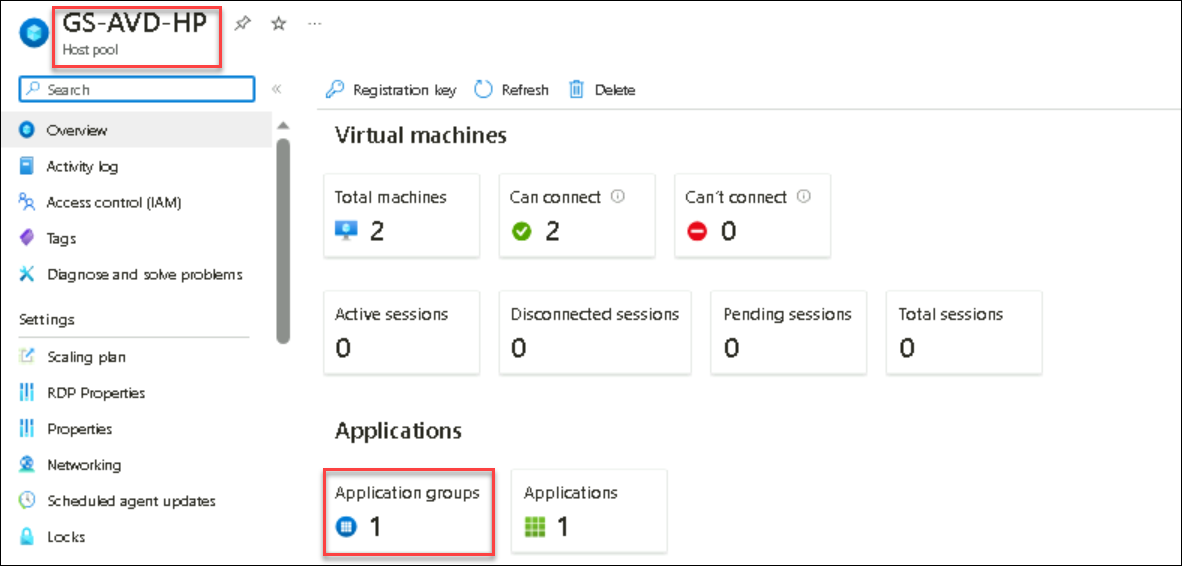 GS-AVD-HP
Host pool
Search
Overview
Activity log
Access control (IAM)
Tags
Diagnose and solve problems
Settings
Scaling plan
RDP Properties
Properties
Networking
Scheduled agent updates
Locks
Registration key Refresh Delete
Virtual machines
Total machines Can connect Can't connect
2 2 0
Active sessions Disconnected sessions Pending sessions Total sessions
0 0 0 0
Applications
Application groups Applications
1 1